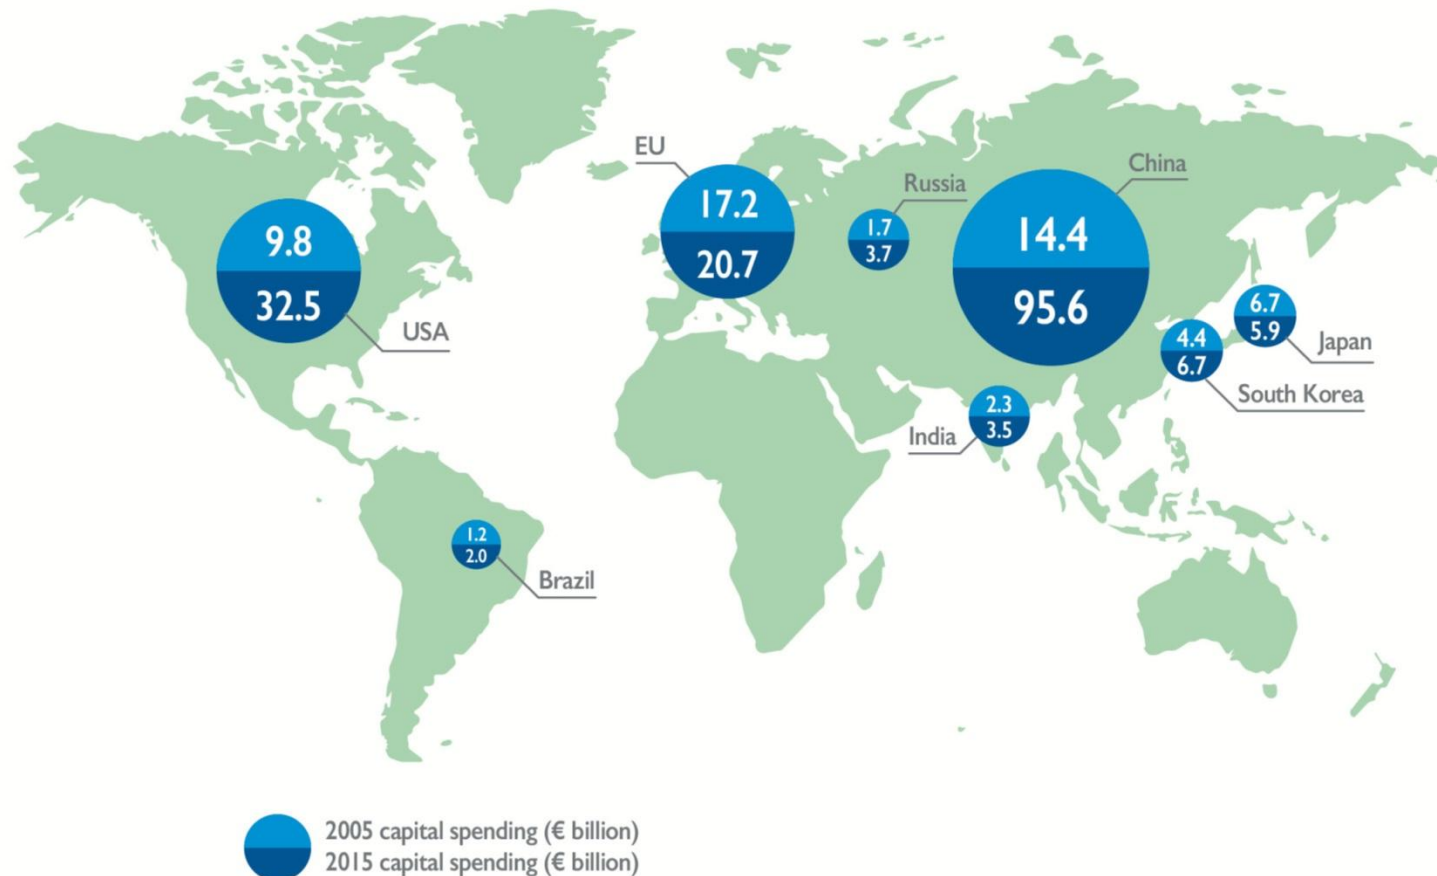 EU
17.2
20.7
Russia
1.7
3.7
China
14.4
95.6
9.8
32.5
USA
6.7
5.9
Japan
4.4
6.7
South Korea
2.3
3.5
India
1.2
2.0
Brazil
2005 capital spending (€ billion)
2015 capital spending (€ billion)